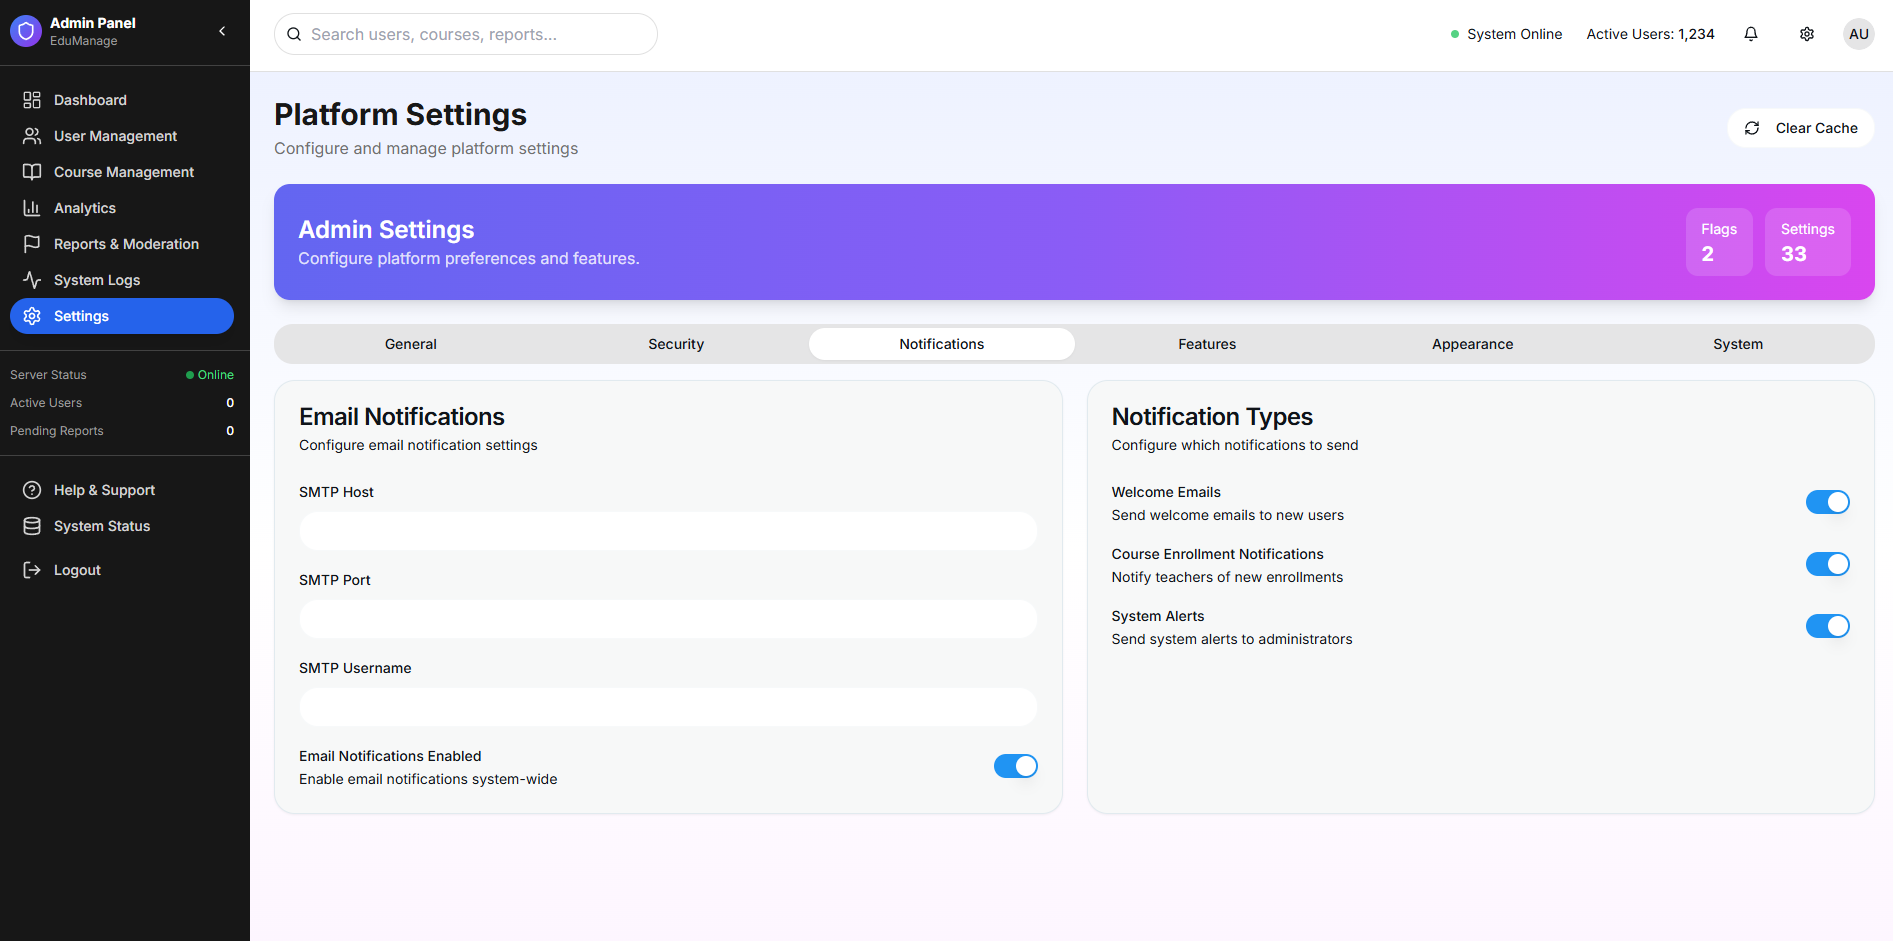 Admin Panel
EduManage
Dashboard
User Management
Course Management
Analytics
Reports & Moderation
System Logs
Settings
Server Status Online
Active Users 0
Pending Reports 0
Help & Support
System Status
Logout
Search users, courses, reports...
System Online
Active Users: 1,234
AU
Platform Settings
Configure and manage platform settings
Clear Cache
Admin Settings
Configure platform preferences and features.
Flags
2
Settings
33
General Security Notifications Features Appearance System
Email Notifications
Configure email notification settings
SMTP Host
SMTP Port
SMTP Username
Email Notifications Enabled
Enable email notifications system-wide
Notification Types
Configure which notifications to send
Welcome Emails
Send welcome emails to new users
Course Enrollment Notifications
Notify teachers of new enrollments
System Alerts
Send system alerts to administrators